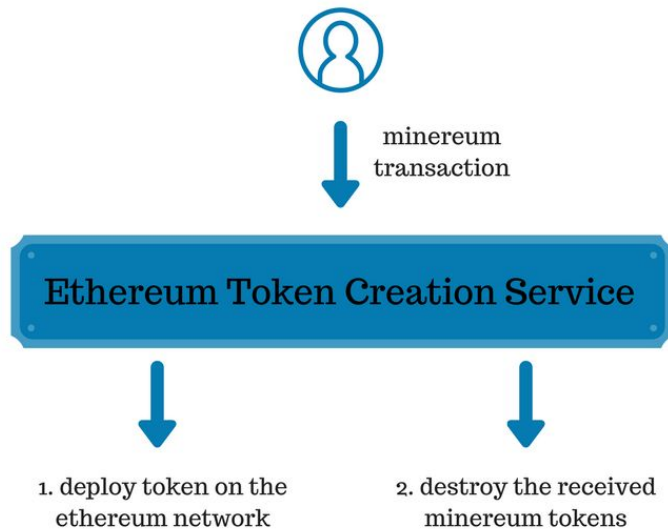 minereum
transaction
Ethereum Token Creation Service
1. deploy token on the
ethereum network
2. destroy the received
minereum tokens